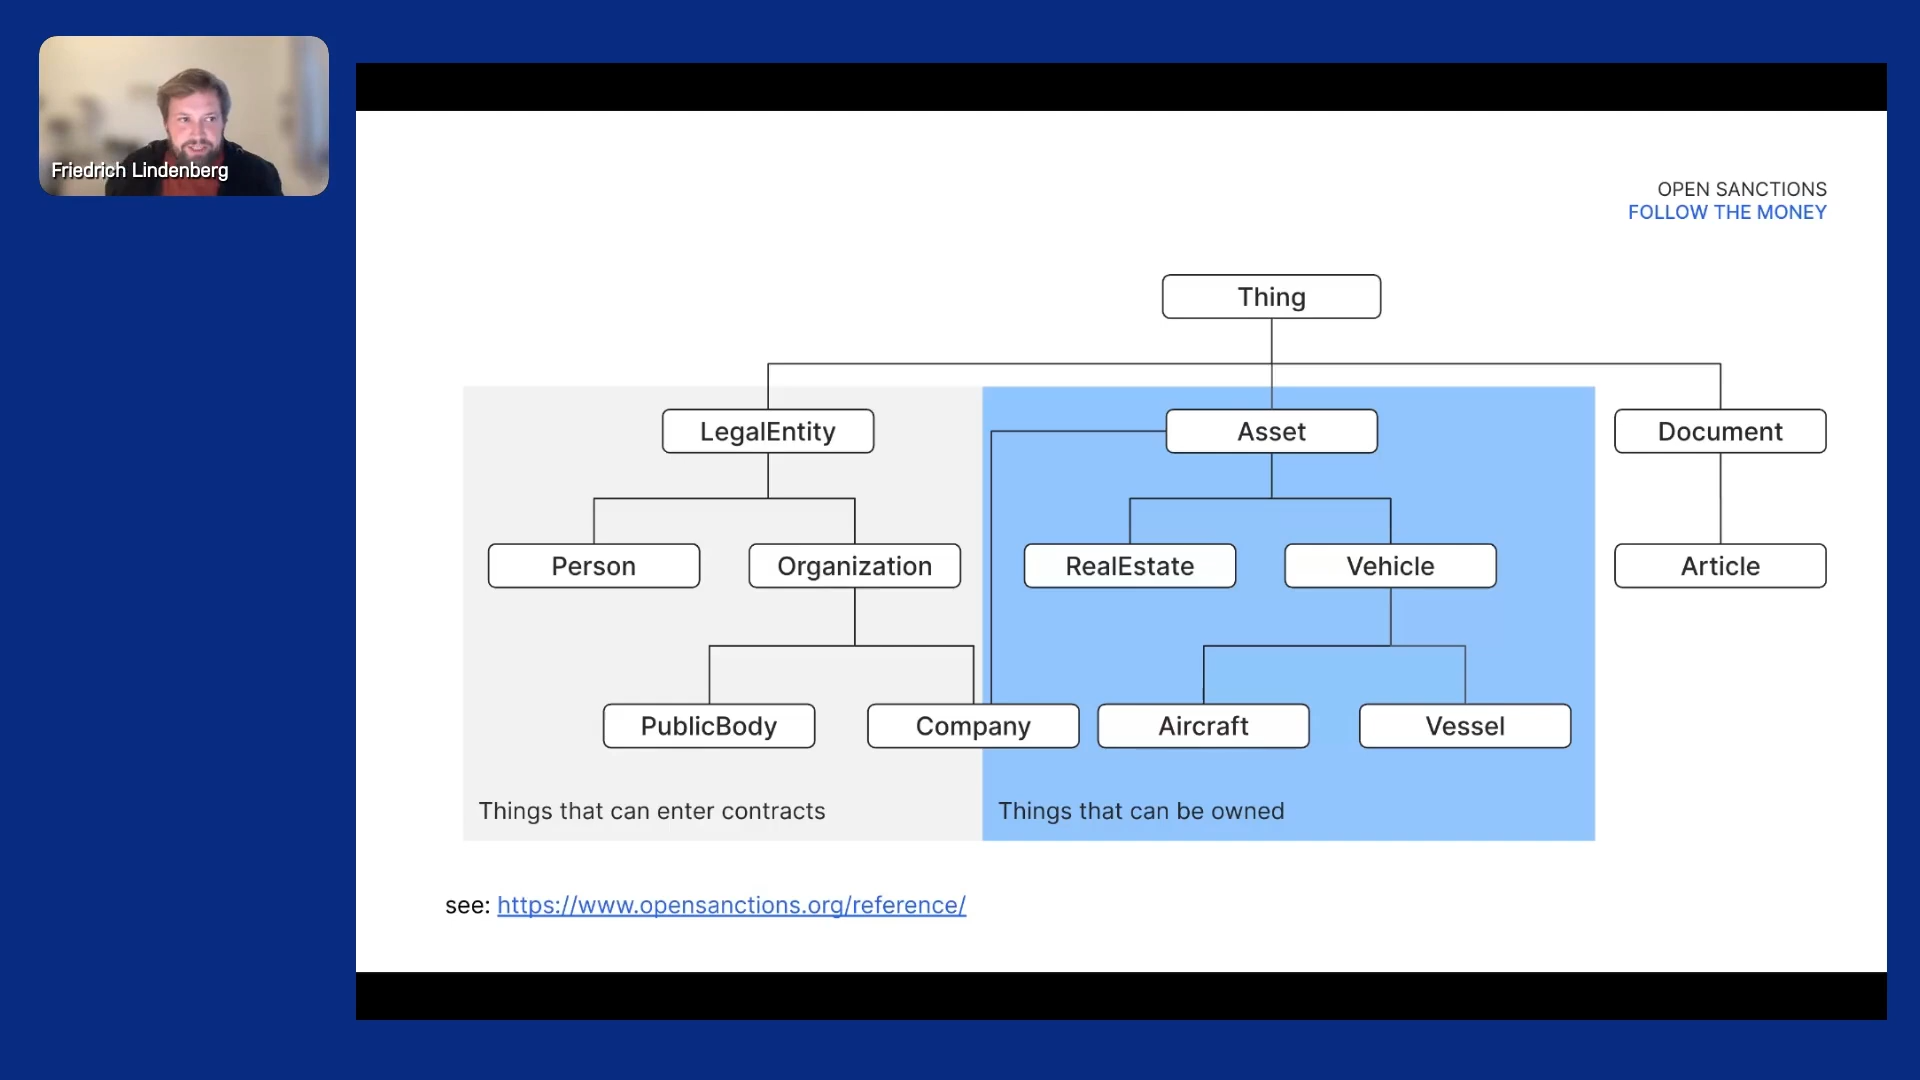 Friedrich Lindenberg
OPEN SANCTIONS
FOLLOW THE MONEY
Thing
LegalEntity
Asset
Document
Person
Organization
RealEstate
Vehicle
Article
PublicBody
Company
Aircraft
Vessel
Things that can enter contracts
Things that can be owned
see: https://www.opensanctions.org/reference/